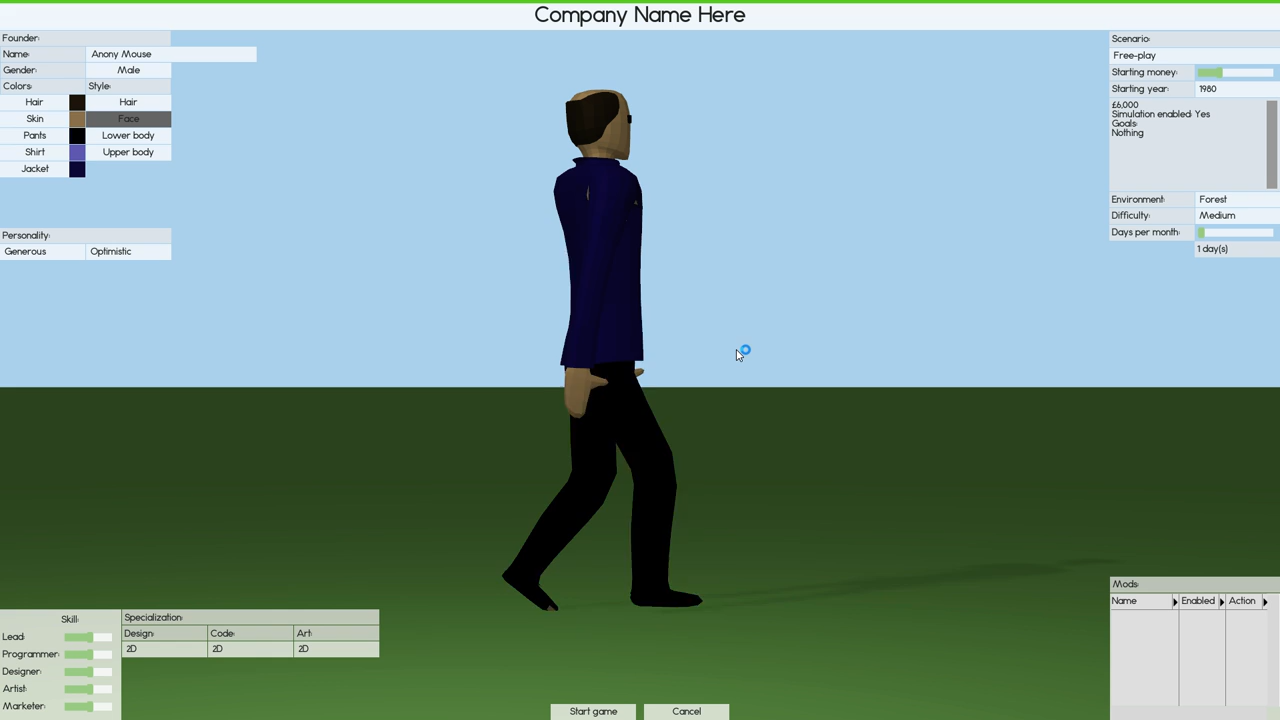 Company Name Here
Founder:
Name: Anony Mouse
Gender: Male
Colors: Style:
Hair Hair
Skin Face
Pants Lower body
Shirt Upper body
Jacket
Personality:
Generous Optimistic
Scenario:
Free-play
Starting money:
Starting year: 1980
£6,000
Simulation enabled: Yes
Goals:
Nothing
Environment: Forest
Difficulty: Medium
Days per month:
1 day(s)
Skill:
Lead:
Programmer:
Designer:
Artist:
Marketer:
Specialization:
Design: Code: Art:
2D 2D 2D
Mods:
Name Enabled Action
Start game Cancel